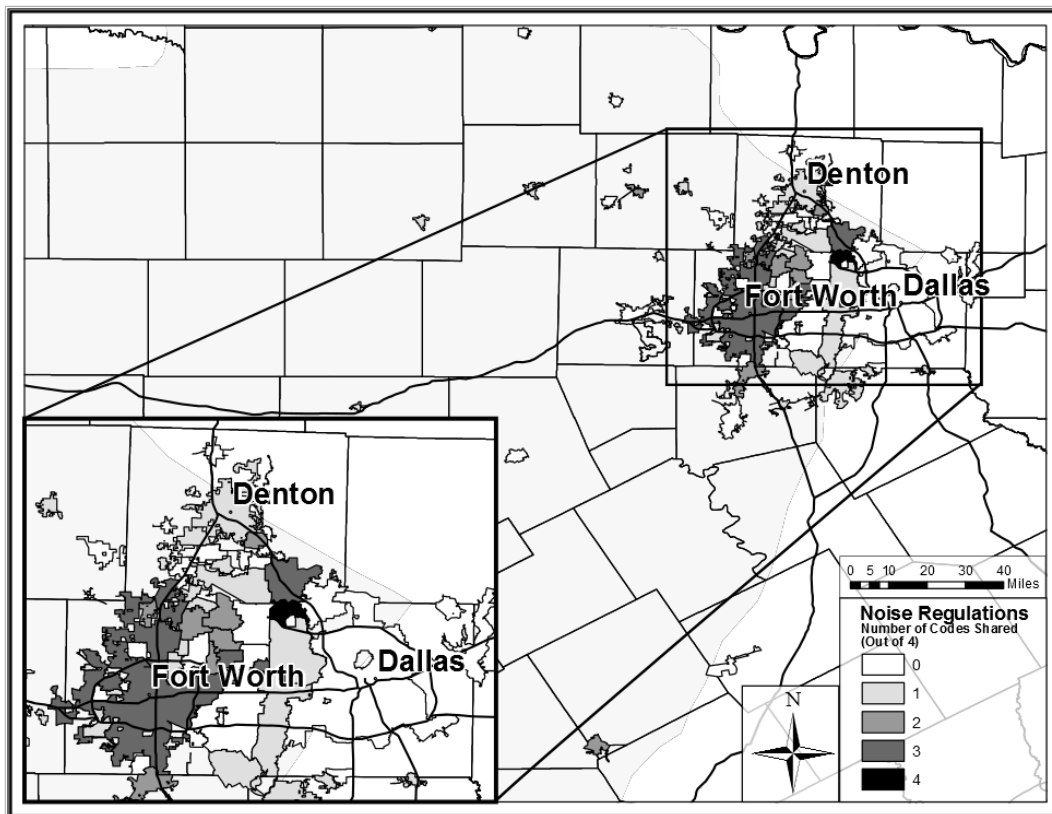 Denton
Fort Worth
Dallas
Denton
Fort Worth
Dallas
0 5 10 20 30 40
Miles
Noise Regulations
Number of Codes Shared
(Out of 4)
0
1
2
3
4
N